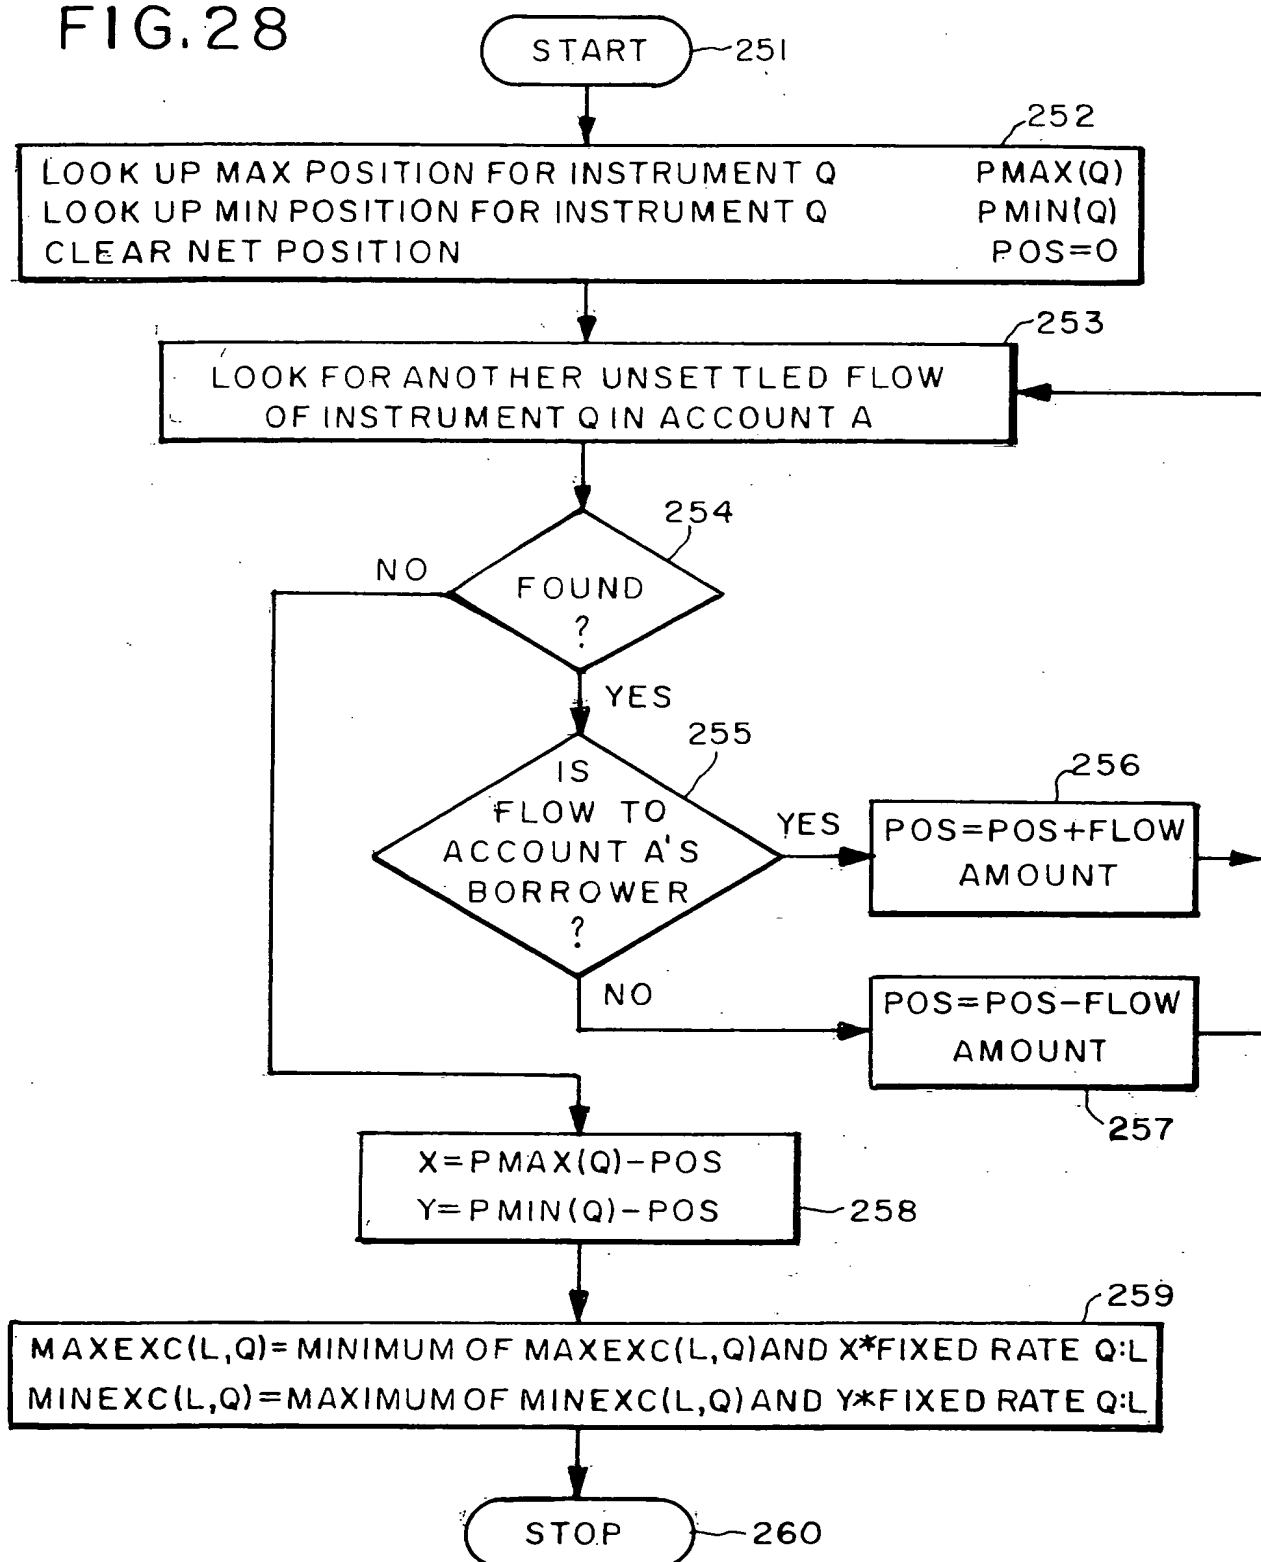 FIG.28
START
251
252
LOOK UP MAX POSITION FOR INSTRUMENT Q PMAX(Q)
LOOK UP MIN POSITION FOR INSTRUMENT Q PMIN(Q)
CLEAR NET POSITION POS=0
253
LOOK FOR ANOTHER UNSETTLED FLOW
OF INSTRUMENT Q IN ACCOUNT A
254
NO
FOUND
?
YES
255
IS
FLOW TO
ACCOUNT A'S
BORROWER
?
YES
256
POS=POS+FLOW
AMOUNT
NO
POS=POS-FLOW
AMOUNT
257
X=PMAX(Q)-POS
Y=PMIN(Q)-POS
258
259
MAXEXC(L,Q)=MINIMUM OF MAXEXC(L,Q)AND X*FIXED RATE Q:L
MINEXC(L,Q)=MAXIMUM OF MINEXC(L,Q)AND Y*FIXED RATE Q:L
STOP
260